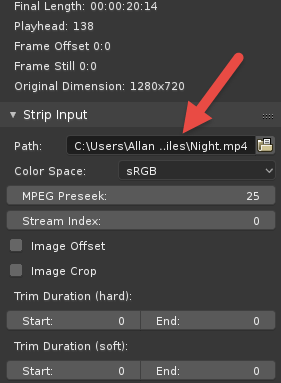 Final Length: 00:00:20:14
Playhead: 138
Frame Offset 0:0
Frame Still 0:0
Original Dimension: 1280x720
Strip Input
Path: C:\Users\Allan ..iles\Night.mp4
Color Space: sRGB
MPEG Preseek: 25
Stream Index: 0
Image Offset
Image Crop
Trim Duration (hard):
Start: 0 End: 0
Trim Duration (soft):
Start: 0 End: 0